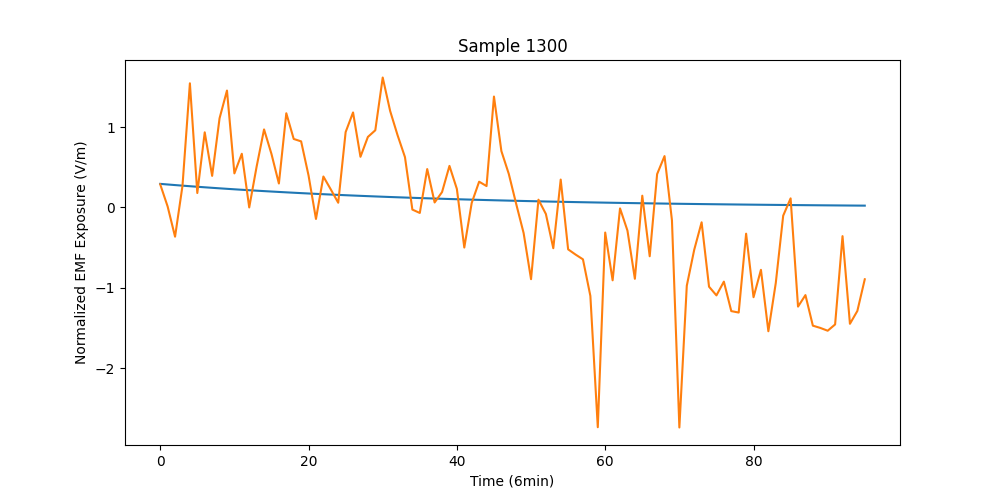 Sample 1300
Normalized EMF Exposure (V/m)
1
0
−1
−2
0 20 40 60 80
Time (6min)